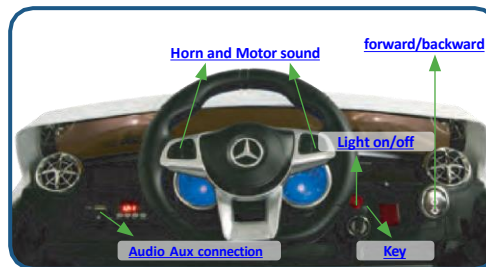 Horn and Motor sound
forward/backward
Light on/off
Audio Aux connection
Key